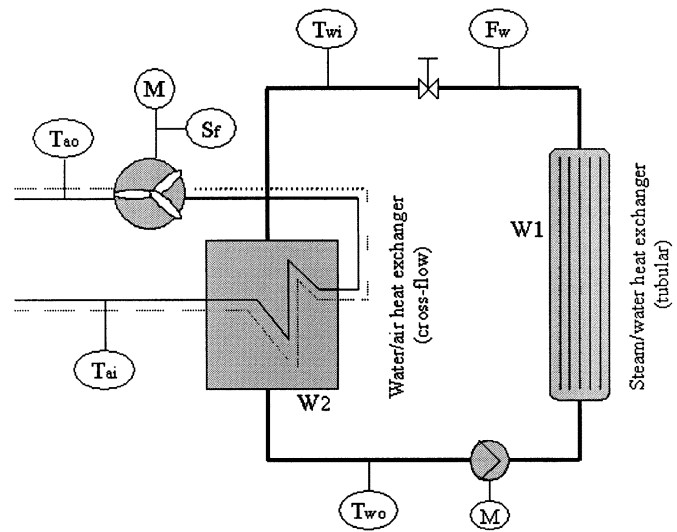 Twi
Fw
M
Sf
Tao
W1
Water/air heat exchanger
(cross-flow)
Steam/water heat exchanger
(tubular)
Tai
W2
Two
M